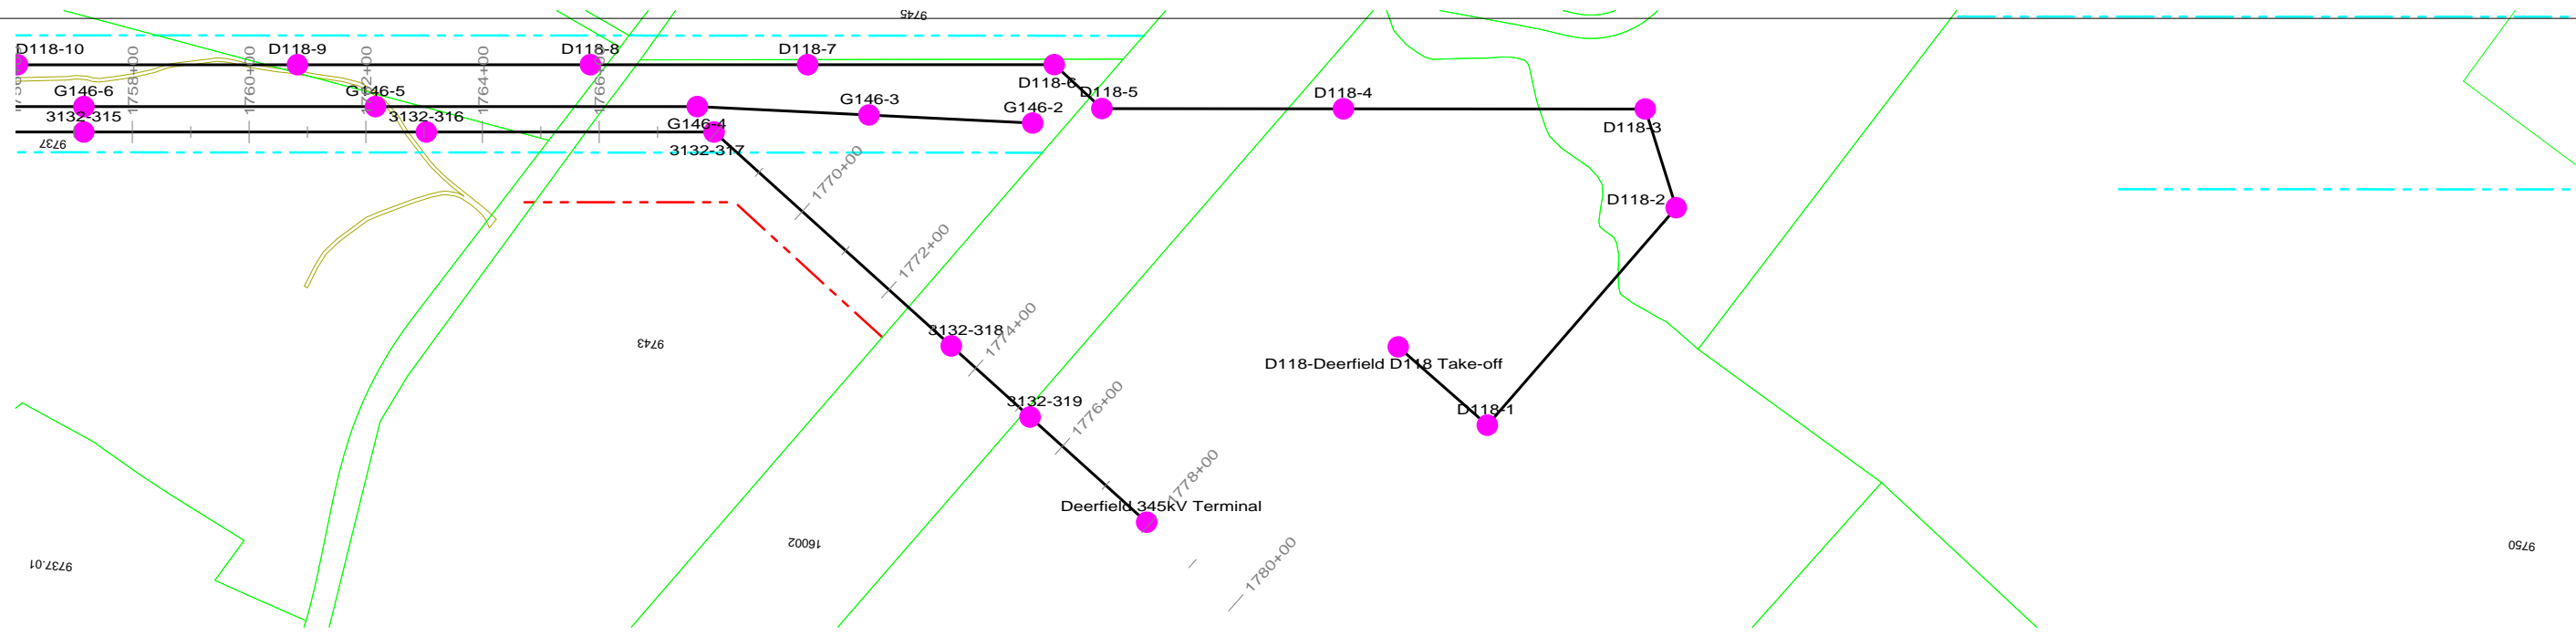 9745
D118-10
D118-9
D118-8
D118-7
D118-6
D118-5
D118-4
D118-3
D118-2
G146-6
G146-5
G146-4
G146-3
G146-2
3132-315
3132-316
3132-317
1758+00
1760+00
1762+00
1764+00
1766+00
9737
1770+00
1772+00
1774+00
1776+00
1778+00
1780+00
9743
3132-318
3132-319
D118-Deerfield D118 Take-off
D118-1
Deerfield 345kV Terminal
16002
9737.01
9750